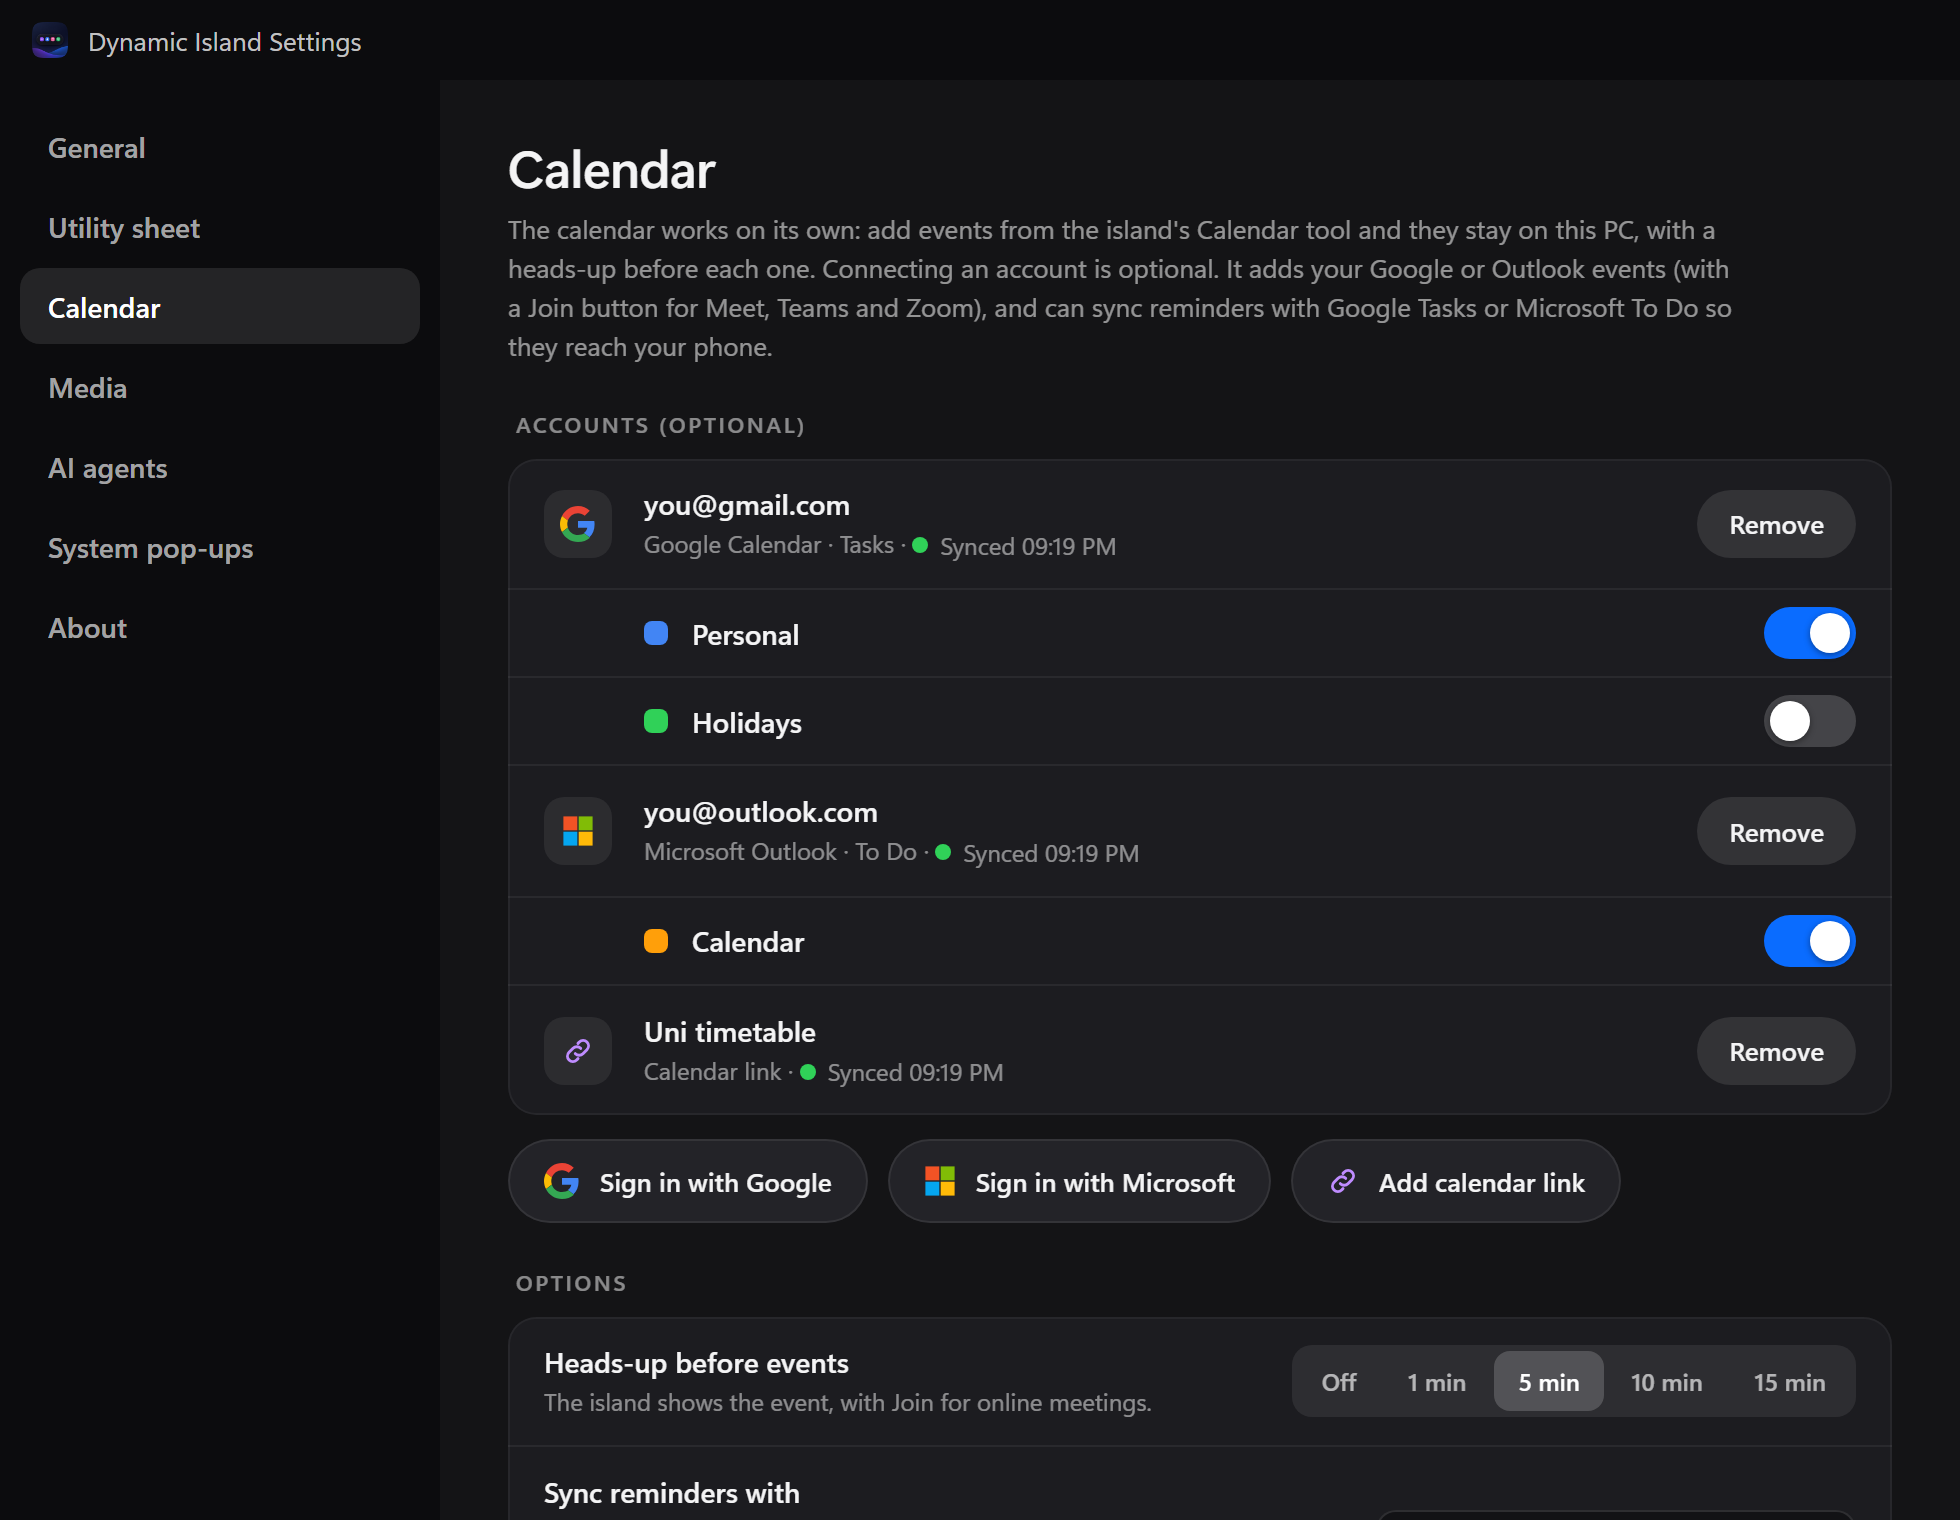 Dynamic Island Settings
General
Utility sheet
Calendar
Media
AI agents
System pop-ups
About
Calendar
The calendar works on its own: add events from the island's Calendar tool and they stay on this PC, with a
heads-up before each one. Connecting an account is optional. It adds your Google or Outlook events (with
a Join button for Meet, Teams and Zoom), and can sync reminders with Google Tasks or Microsoft To Do so
they reach your phone.
ACCOUNTS (OPTIONAL)
you@gmail.com
Google Calendar · Tasks · Synced 09:19 PM
Remove
Personal
Holidays
you@outlook.com
Microsoft Outlook · To Do · Synced 09:19 PM
Remove
Calendar
Uni timetable
Calendar link · Synced 09:19 PM
Remove
Sign in with Google
Sign in with Microsoft
Add calendar link
OPTIONS
Heads-up before events
The island shows the event, with Join for online meetings.
Off 1 min 5 min 10 min 15 min
Sync reminders with